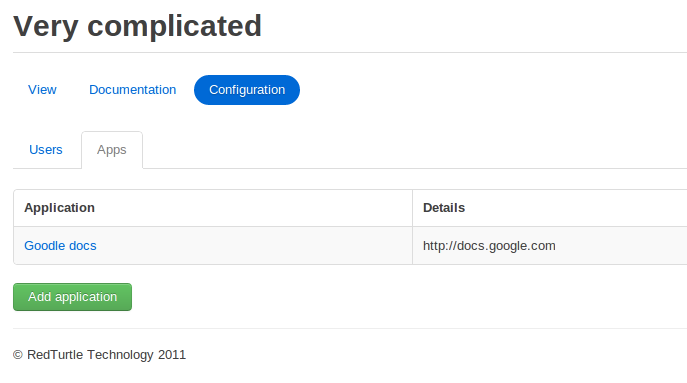 Very complicated
View Documentation Configuration
Users Apps
Application Details
Goodle docs http://docs.google.com
Add application
© RedTurtle Technology 2011